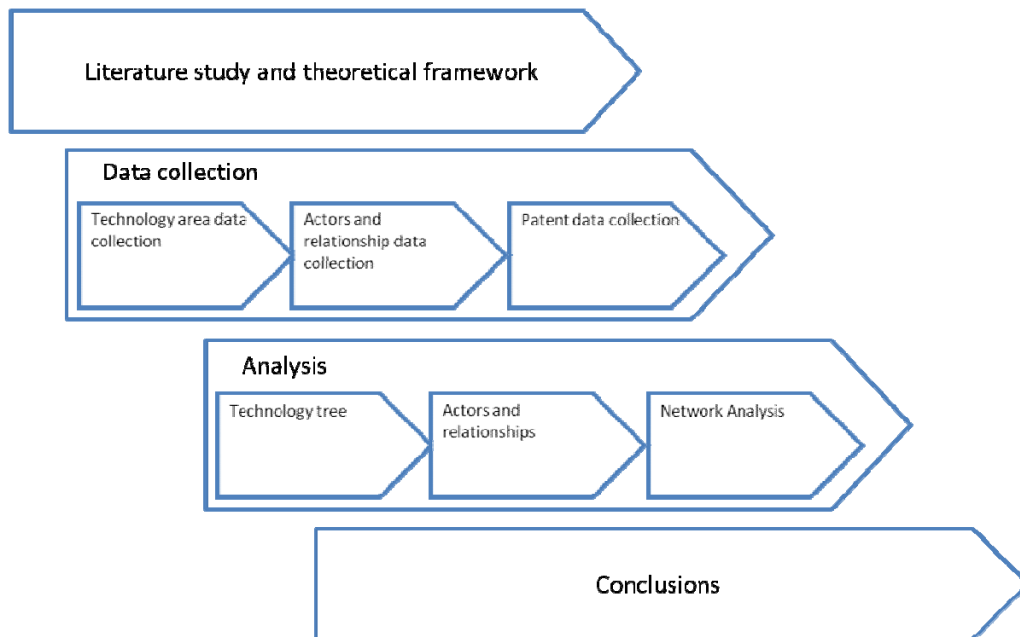 Literature study and theoretical framework
Data collection
Technology area data
collection
Actors and
relationship data
collection
Patent data collection
Analysis
Technology tree
Actors and
relationships
Network Analysis
Conclusions